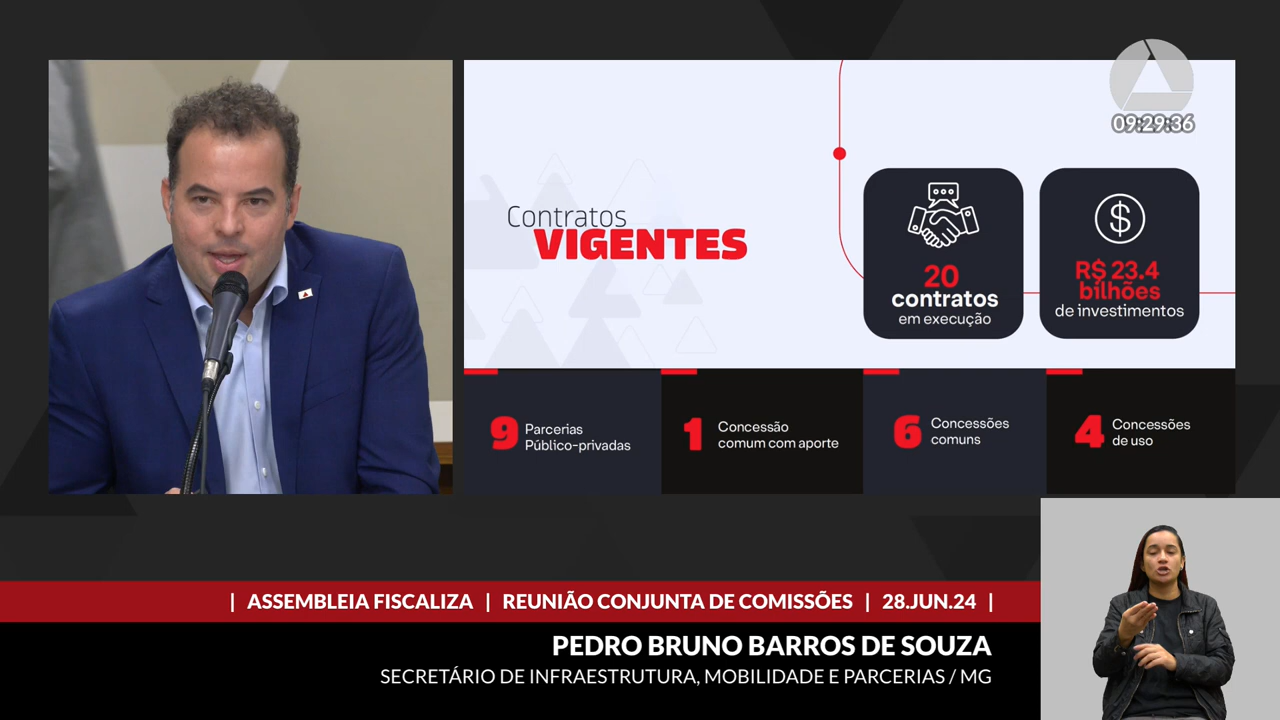 09:29:36
Contratos
VIGENTES
20
contratos
em execução
R$ 23.4
bilhões
de investimentos
9 Parcerias
Público-privadas
1 Concessão
comum com aporte
6 Concessões
comuns
4 Concessões
de uso
| ASSEMBLEIA FISCALIZA | REUNIÃO CONJUNTA DE COMISSÕES | 28.JUN.24 |
PEDRO BRUNO BARROS DE SOUZA
SECRETÁRIO DE INFRAESTRUTURA, MOBILIDADE E PARCERIAS / MG